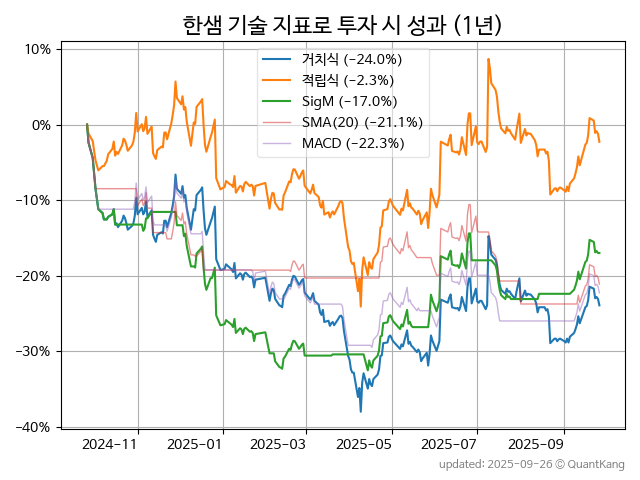 한샘 기술 지표로 투자 시 성과 (1년)
10%
0%
−10%
−20%
−30%
−40%
거치식 (−24.0%)
적립식 (−2.3%)
SigM (−17.0%)
SMA(20) (−21.1%)
MACD (−22.3%)
2024-11
2025-01
2025-03
2025-05
2025-07
2025-09
updated: 2025-09-26 © QuantKang